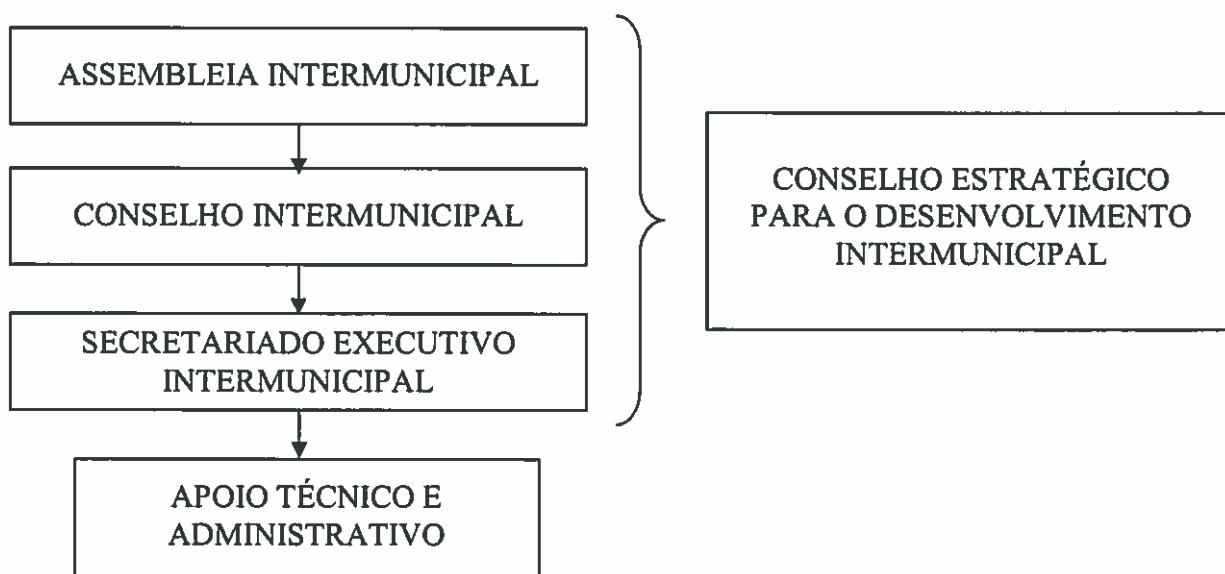 ASSEMBLEIA INTERMUNICIPAL
CONSELHO INTERMUNICIPAL
SECRETARIADO EXECUTIVO
INTERMUNICIPAL
APOIO TÉCNICO E
ADMINISTRATIVO
CONSELHO ESTRATÉGICO
PARA O DESENVOLVIMENTO
INTERMUNICIPAL